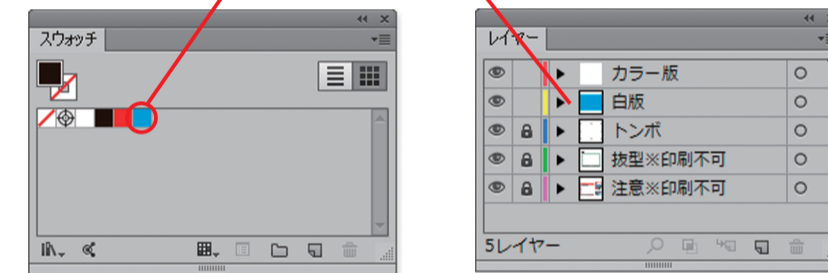 スウォッチ
レイヤー
カラー版
白版
トンボ
抜型※印刷不可
注意※印刷不可
5レイヤー